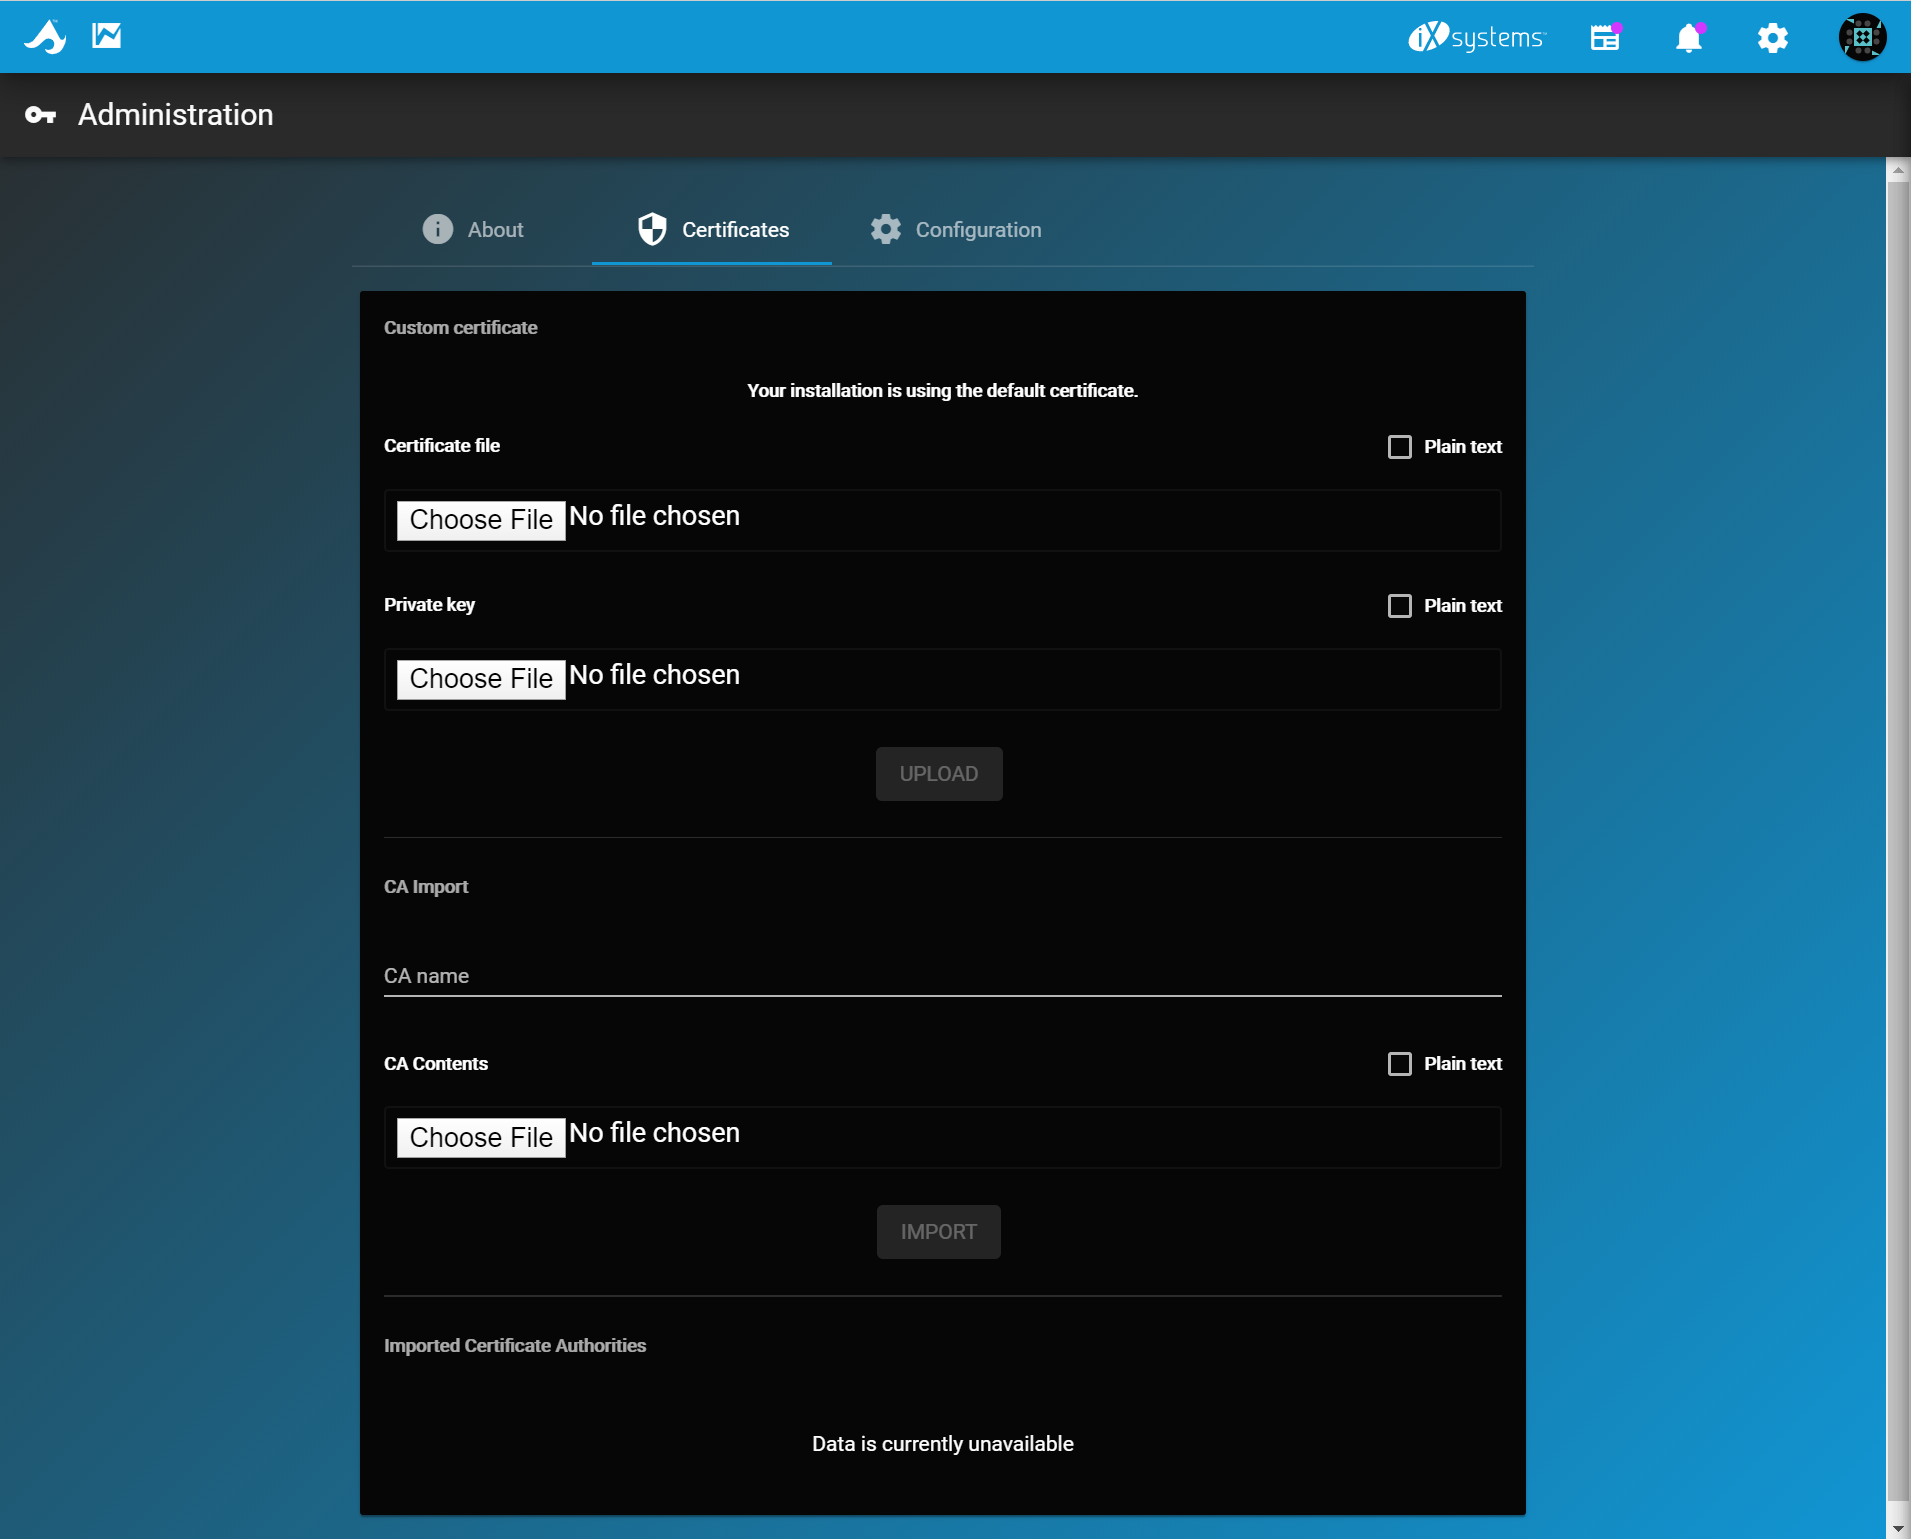 iXsystems
Administration
About
Certificates
Configuration
Custom certificate
Your installation is using the default certificate.
Certificate file
Plain text
Choose File No file chosen
Private key
Plain text
Choose File No file chosen
UPLOAD
CA Import
CA name
CA Contents
Plain text
Choose File No file chosen
IMPORT
Imported Certificate Authorities
Data is currently unavailable